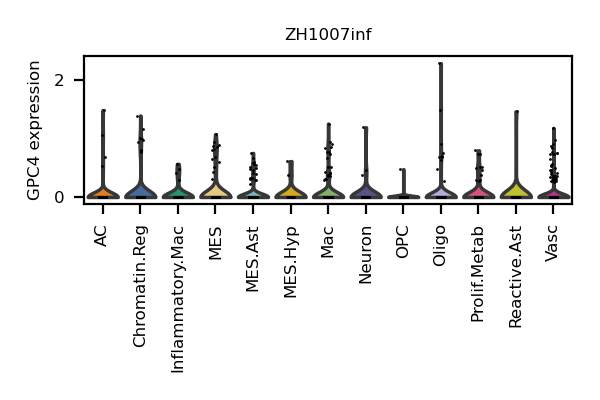 ZH1007inf
GPC4 expression
2
0
AC
Chromatin.Reg
Inflammatory.Mac
MES
MES.Ast
MES.Hyp
Mac
Neuron
OPC
Oligo
Prolif.Metab
Reactive.Ast
Vasc